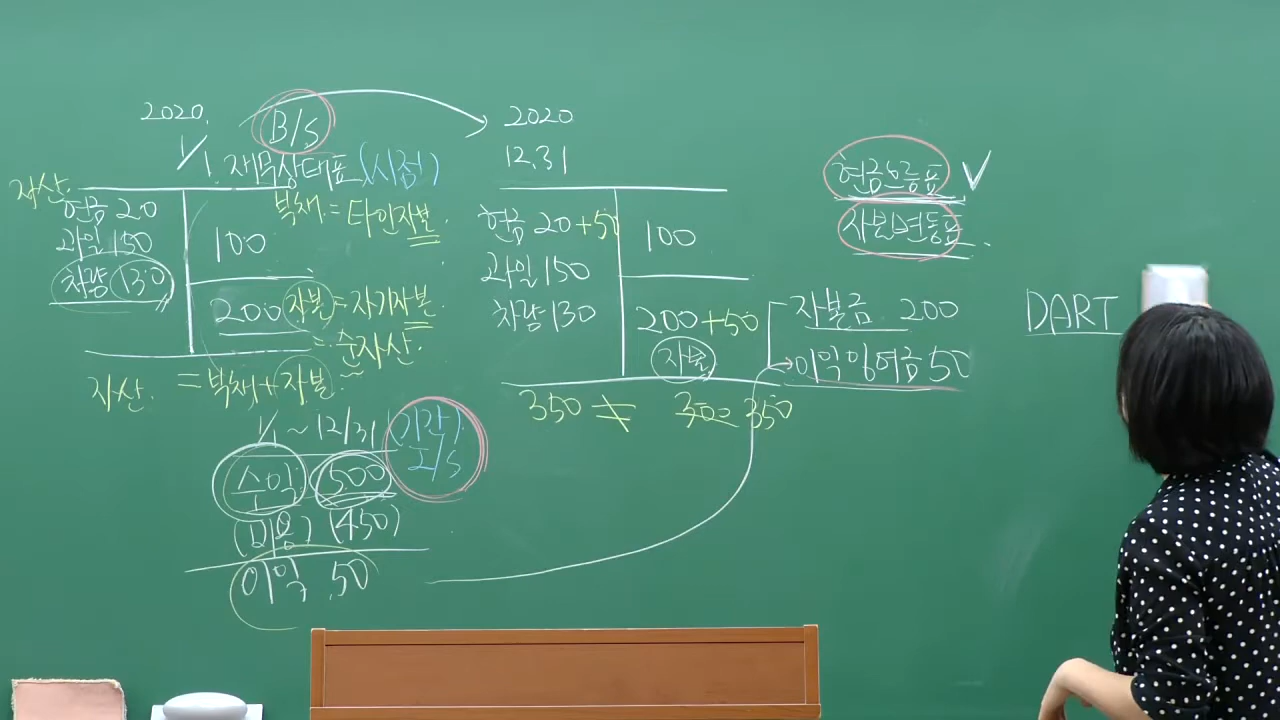 2020.
1/1.
B/S
재무상태표(시점)
자산.
현금 20
과일 150
차량 130
부채 = 타인자본.
100
200 자본 = 자기자본.
= 순자산.
자산. = 부채 + 자본.
1/1 ~ 12/31 (기간)
I/S
수익 500
(비용) (450)
이익 50
2020
12.31
현금 20+50
과일 150
차량 130
100
200+50
자본
350 ≠ 300 350
자본금 200
이익잉여금 50
현금흐름표 ✓
자본변동표.
DART